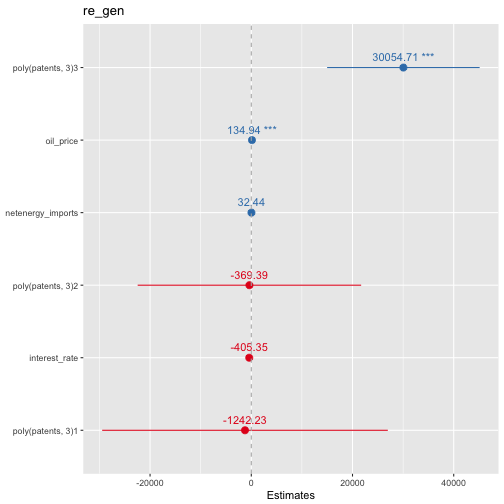 re_gen
poly(patents, 3)3
30054.71 ***
oil_price
134.94 ***
netenergy_imports
32.44
poly(patents, 3)2
-369.39
interest_rate
-405.35
poly(patents, 3)1
-1242.23
-20000 0 20000 40000
Estimates